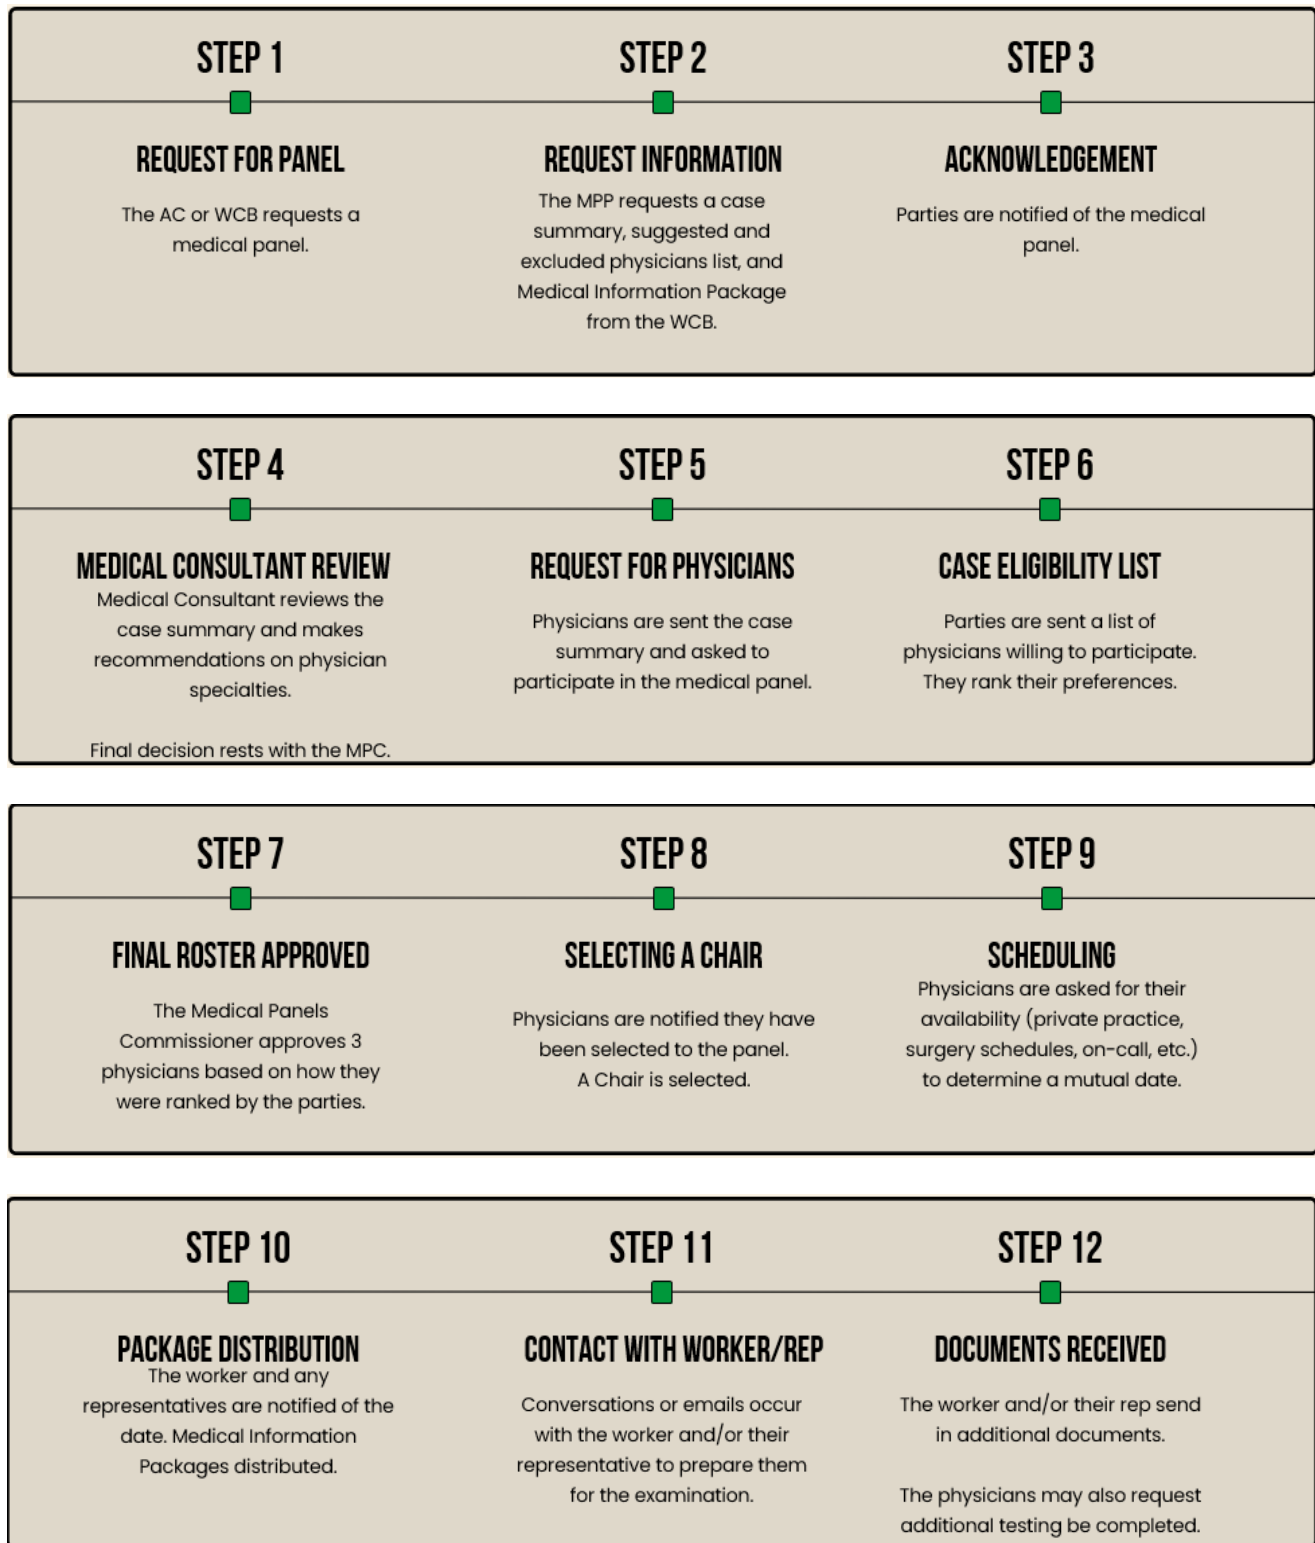 STEP 1
REQUEST FOR PANEL
The AC or WCB requests a
medical panel.
STEP 2
REQUEST INFORMATION
The MPP requests a case
summary, suggested and
excluded physicians list, and
Medical Information Package
from the WCB.
STEP 3
ACKNOWLEDGEMENT
Parties are notified of the medical
panel.
STEP 4
MEDICAL CONSULTANT REVIEW
Medical Consultant reviews the
case summary and makes
recommendations on physician
specialties.
Final decision rests with the MPC.
STEP 5
REQUEST FOR PHYSICIANS
Physicians are sent the case
summary and asked to
participate in the medical panel.
STEP 6
CASE ELIGIBILITY LIST
Parties are sent a list of
physicians willing to participate.
They rank their preferences.
STEP 7
FINAL ROSTER APPROVED
The Medical Panels
Commissioner approves 3
physicians based on how they
were ranked by the parties.
STEP 8
SELECTING A CHAIR
Physicians are notified they have
been selected to the panel.
A Chair is selected.
STEP 9
SCHEDULING
Physicians are asked for their
availability (private practice,
surgery schedules, on-call, etc.)
to determine a mutual date.
STEP 10
PACKAGE DISTRIBUTION
The worker and any
representatives are notified of the
date. Medical Information
Packages distributed.
STEP 11
CONTACT WITH WORKER/REP
Conversations or emails occur
with the worker and/or their
representative to prepare them
for the examination.
STEP 12
DOCUMENTS RECEIVED
The worker and/or their rep send
in additional documents.
The physicians may also request
additional testing be completed.